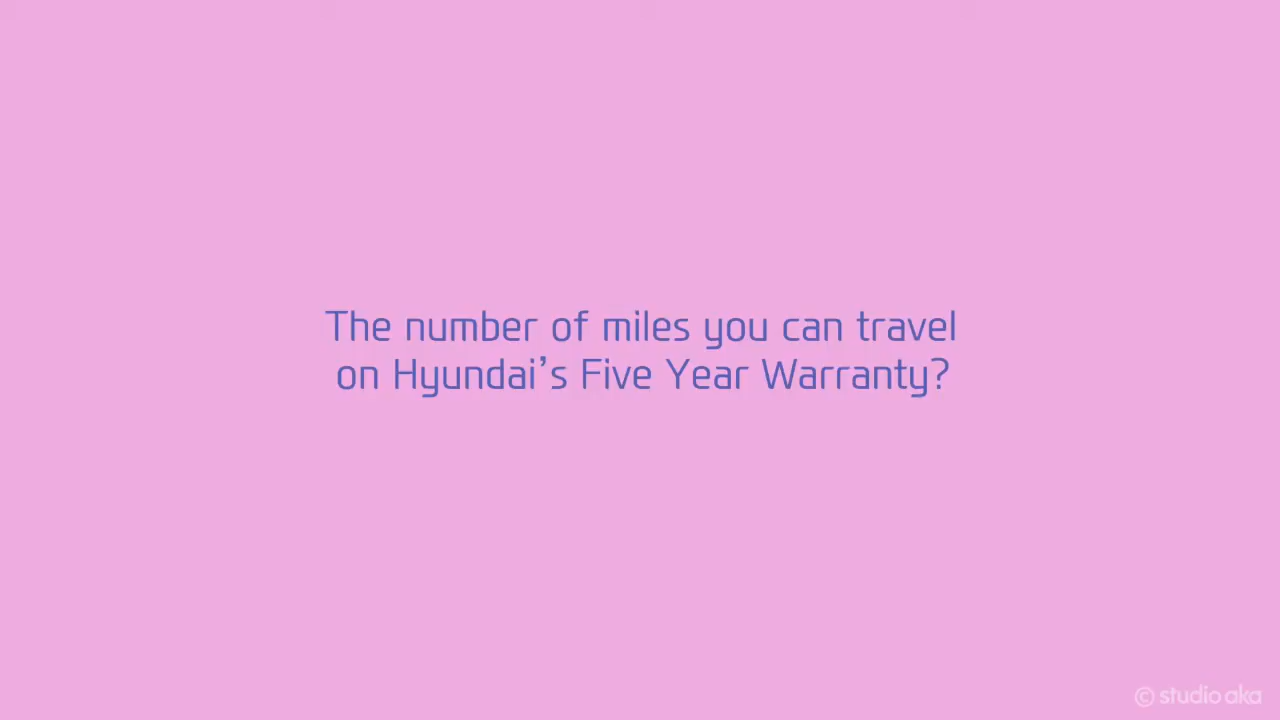 The number of miles you can travel
on Hyundai’s Five Year Warranty?
© studio aka